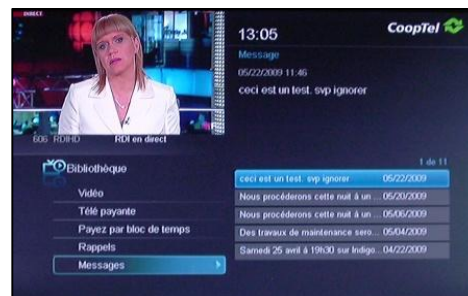 DIRECT
13:05
CoopTel
Message
05/22/2009 11:46
ceci est un test. svp ignorer
606 RDIHD RDI en direct
1 de 11
Bibliothèque
ceci est un test. svp ignorer 05/22/2009
Vidéo
Nous procéderons cette nuit à un ... 05/20/2009
Télé payante
Nous procéderons cette nuit à un ... 05/06/2009
Payez par bloc de temps
Des travaux de maintenance sero... 05/04/2009
Rappels
Samedi 25 avril à 19h30 sur Indigo... 04/22/2009
Messages